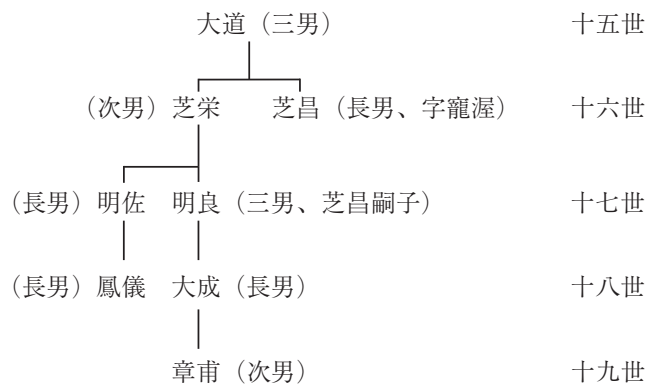 大道（三男） 十五世
（次男）芝栄 芝昌（長男、字寵渥） 十六世
（長男）明佐 明良（三男、芝昌嗣子） 十七世
（長男）鳳儀 大成（長男） 十八世
章甫（次男） 十九世